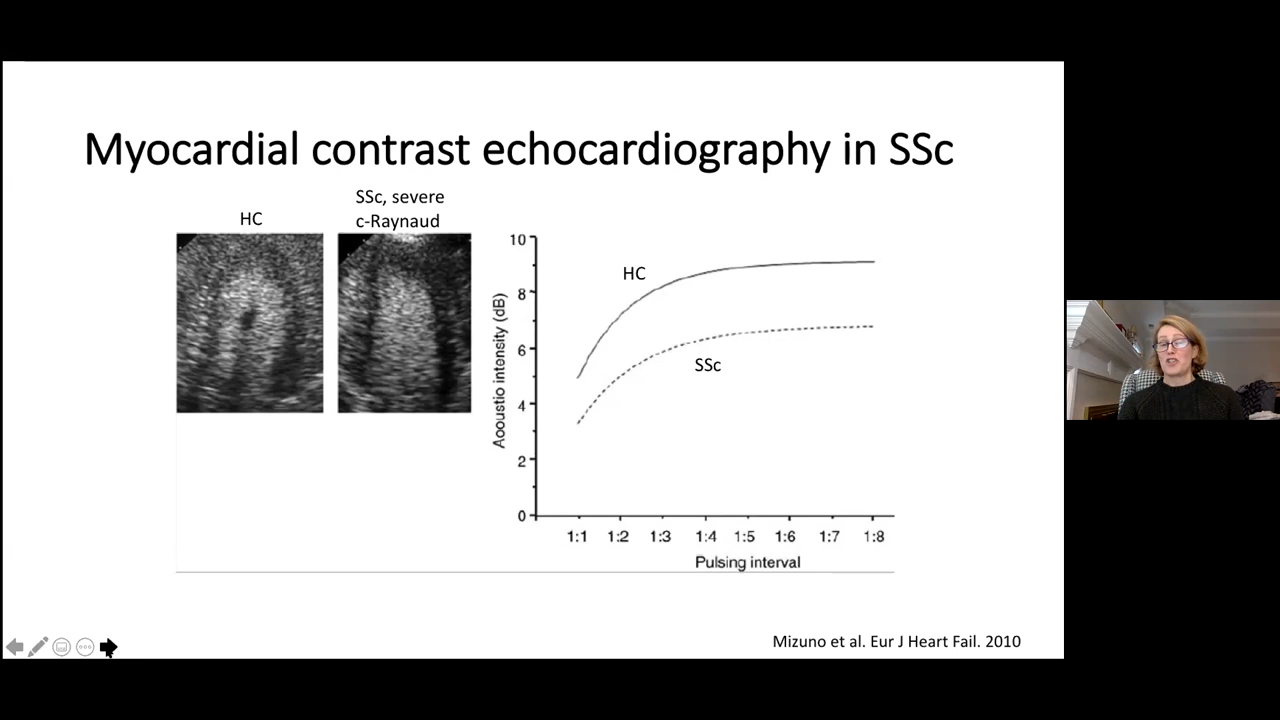 Myocardial contrast echocardiography in SSc
HC
SSc, severe
c-Raynaud
10
8
6
4
2
0
Aooustio intensity (dB)
HC
SSc
1:1 1:2 1:3 1:4 1:5 1:6 1:7 1:8
Pulsing interval
Mizuno et al. Eur J Heart Fail. 2010